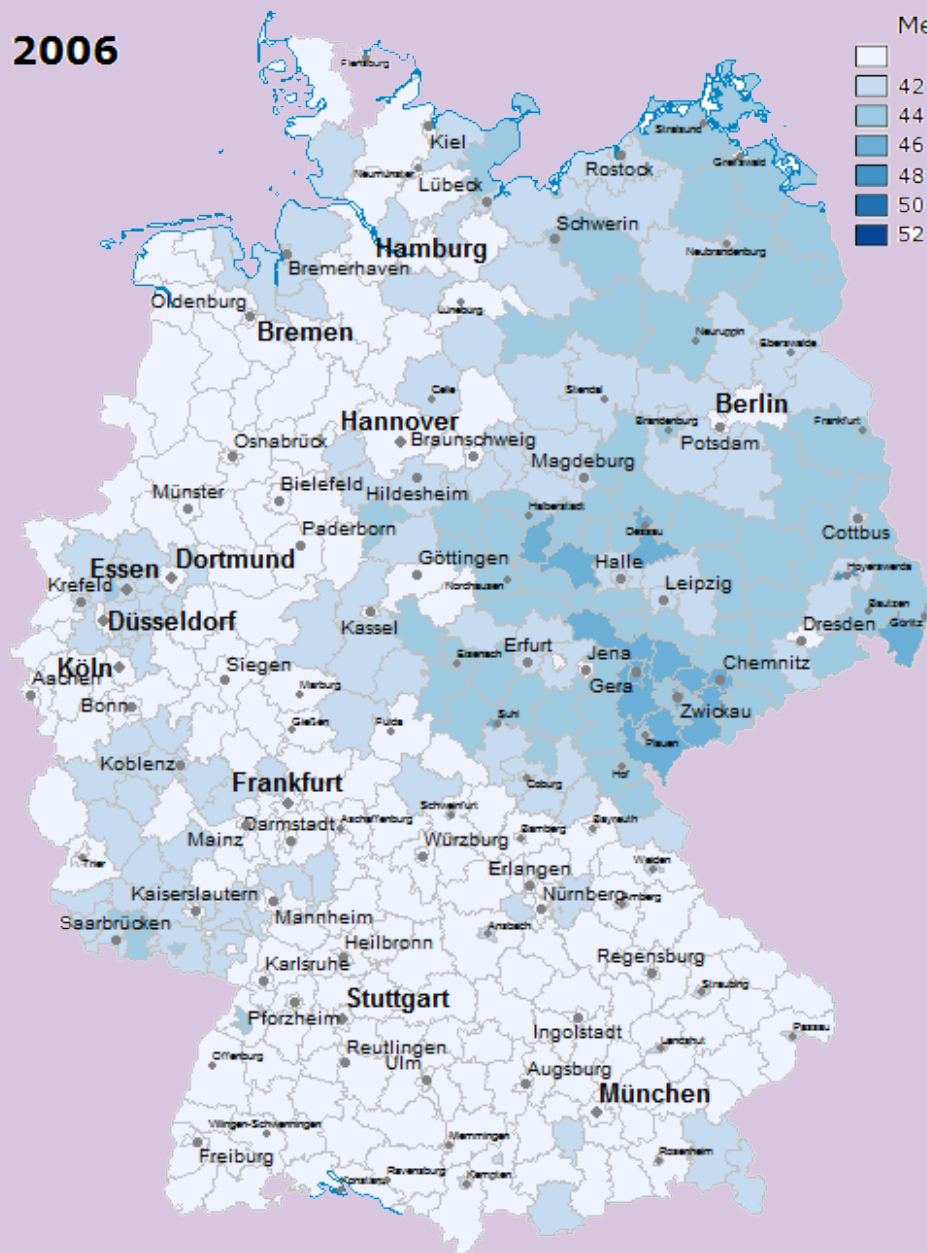 2006
Me
42
44
46
48
50
52
Flensburg
Kiel
Neumünster
Lübeck
Stralsund
Greifswald
Rostock
Schwerin
Hamburg
Bremerhaven
Neubrandenburg
Oldenburg
Lüneburg
Bremen
Neuruppin
Eberswalde
Celle
Stendal
Berlin
Hannover
Braunschweig
Brandenburg
Frankfurt
Osnabrück
Potsdam
Magdeburg
Münster
Bielefeld
Hildesheim
Halberstadt
Paderborn
Dessau
Cottbus
Dortmund
Göttingen
Essen
Halle
Hoyerswerda
Krefeld
Nordhausen
Leipzig
Bautzen
Düsseldorf
Görlitz
Kassel
Dresden
Erfurt
Jena
Köln
Siegen
Eisenach
Chemnitz
Aachen
Gera
Marburg
Bonn
Zwickau
Gießen
Fulda
Suhl
Plauen
Koblenz
Hof
Frankfurt
Coburg
Schweinfurt
Aschaffenburg
Bayreuth
Darmstadt
Bamberg
Mainz
Würzburg
Trier
Weiden
Erlangen
Kaiserslautern
Nürnberg
Amberg
Mannheim
Saarbrücken
Ansbach
Heilbronn
Regensburg
Karlsruhe
Straubing
Stuttgart
Pforzheim
Ingolstadt
Passau
Landshut
Offenburg
Reutlingen
Ulm
Augsburg
München
Villingen-Schwenningen
Memmingen
Freiburg
Rosenheim
Ravensburg
Kempten
Konstanz